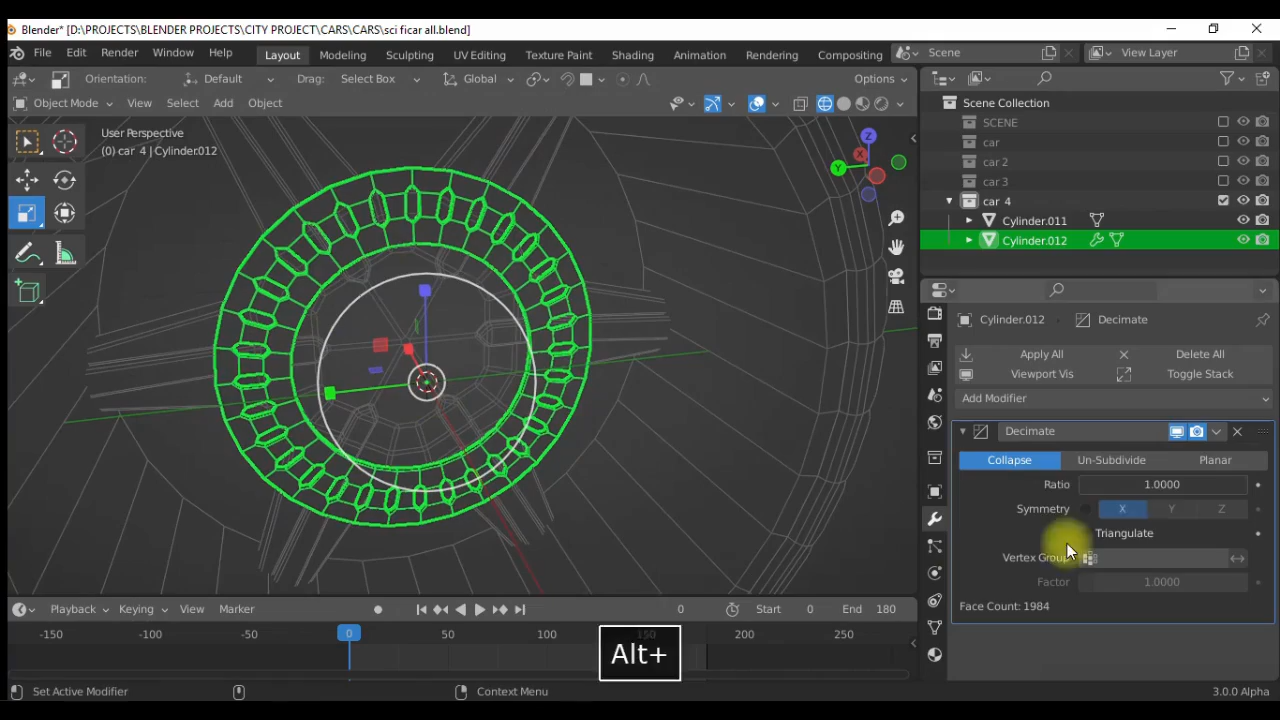 Blender* [D:\PROJECTS\BLENDER PROJECTS\CITY PROJECT\CARS\CARS\sci ficar all.blend]
File Edit Render Window Help Layout Modeling Sculpting UV Editing Texture Paint Shading Animation Rendering Compositing Scene View Layer
Orientation: Default Drag: Select Box Global Options
Object Mode View Select Add Object
Scene Collection
SCENE
car
car 2
car 3
car 4
Cylinder.011
Cylinder.012
User Perspective
(0) car 4 | Cylinder.012
Z
X
Y
Cylinder.012 Decimate
Apply All Delete All
Viewport Vis Toggle Stack
Add Modifier
Decimate
Collapse Un-Subdivide Planar
Ratio 1.0000
Symmetry X Y Z
Triangulate
Vertex Group
Factor 1.0000
Face Count: 1984
Playback Keying View Marker 0 Start 0 End 180
-150 -100 -50 0 50 100 150 200 250
Alt+
Set Active Modifier Context Menu 3.0.0 Alpha